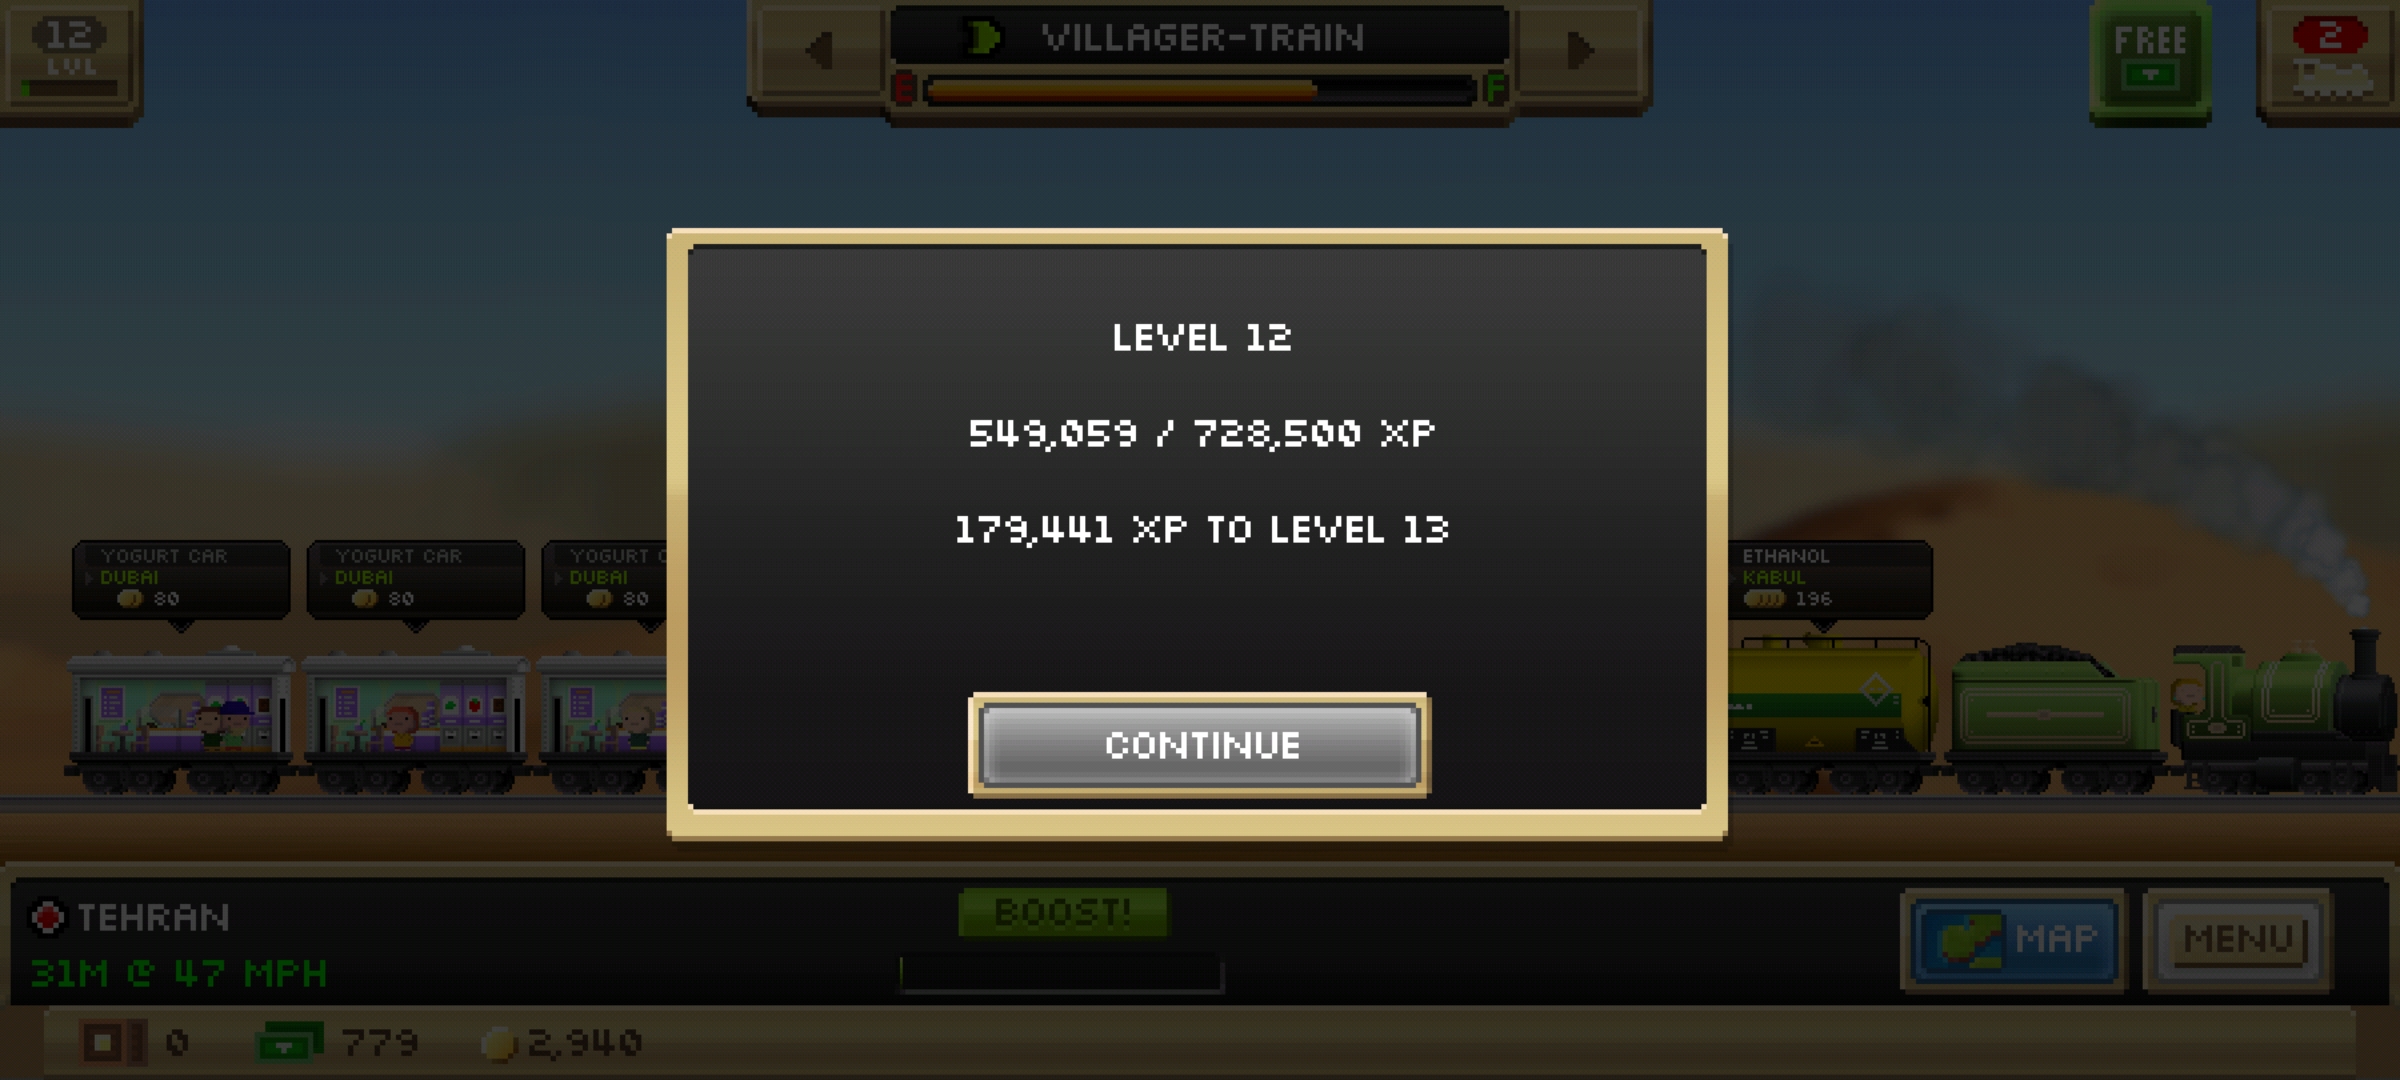 12
LVL
VILLAGER-TRAIN
E
F
FREE
2
LEVEL 12
549,059 / 728,500 XP
179,441 XP TO LEVEL 13
CONTINUE
YOGURT CAR
DUBAI
80
YOGURT CAR
DUBAI
80
YOGURT C
DUBAI
80
ETHANOL
KABUL
196
TEHRAN
31M @ 47 MPH
BOOST!
MAP
MENU
0
779
2,940